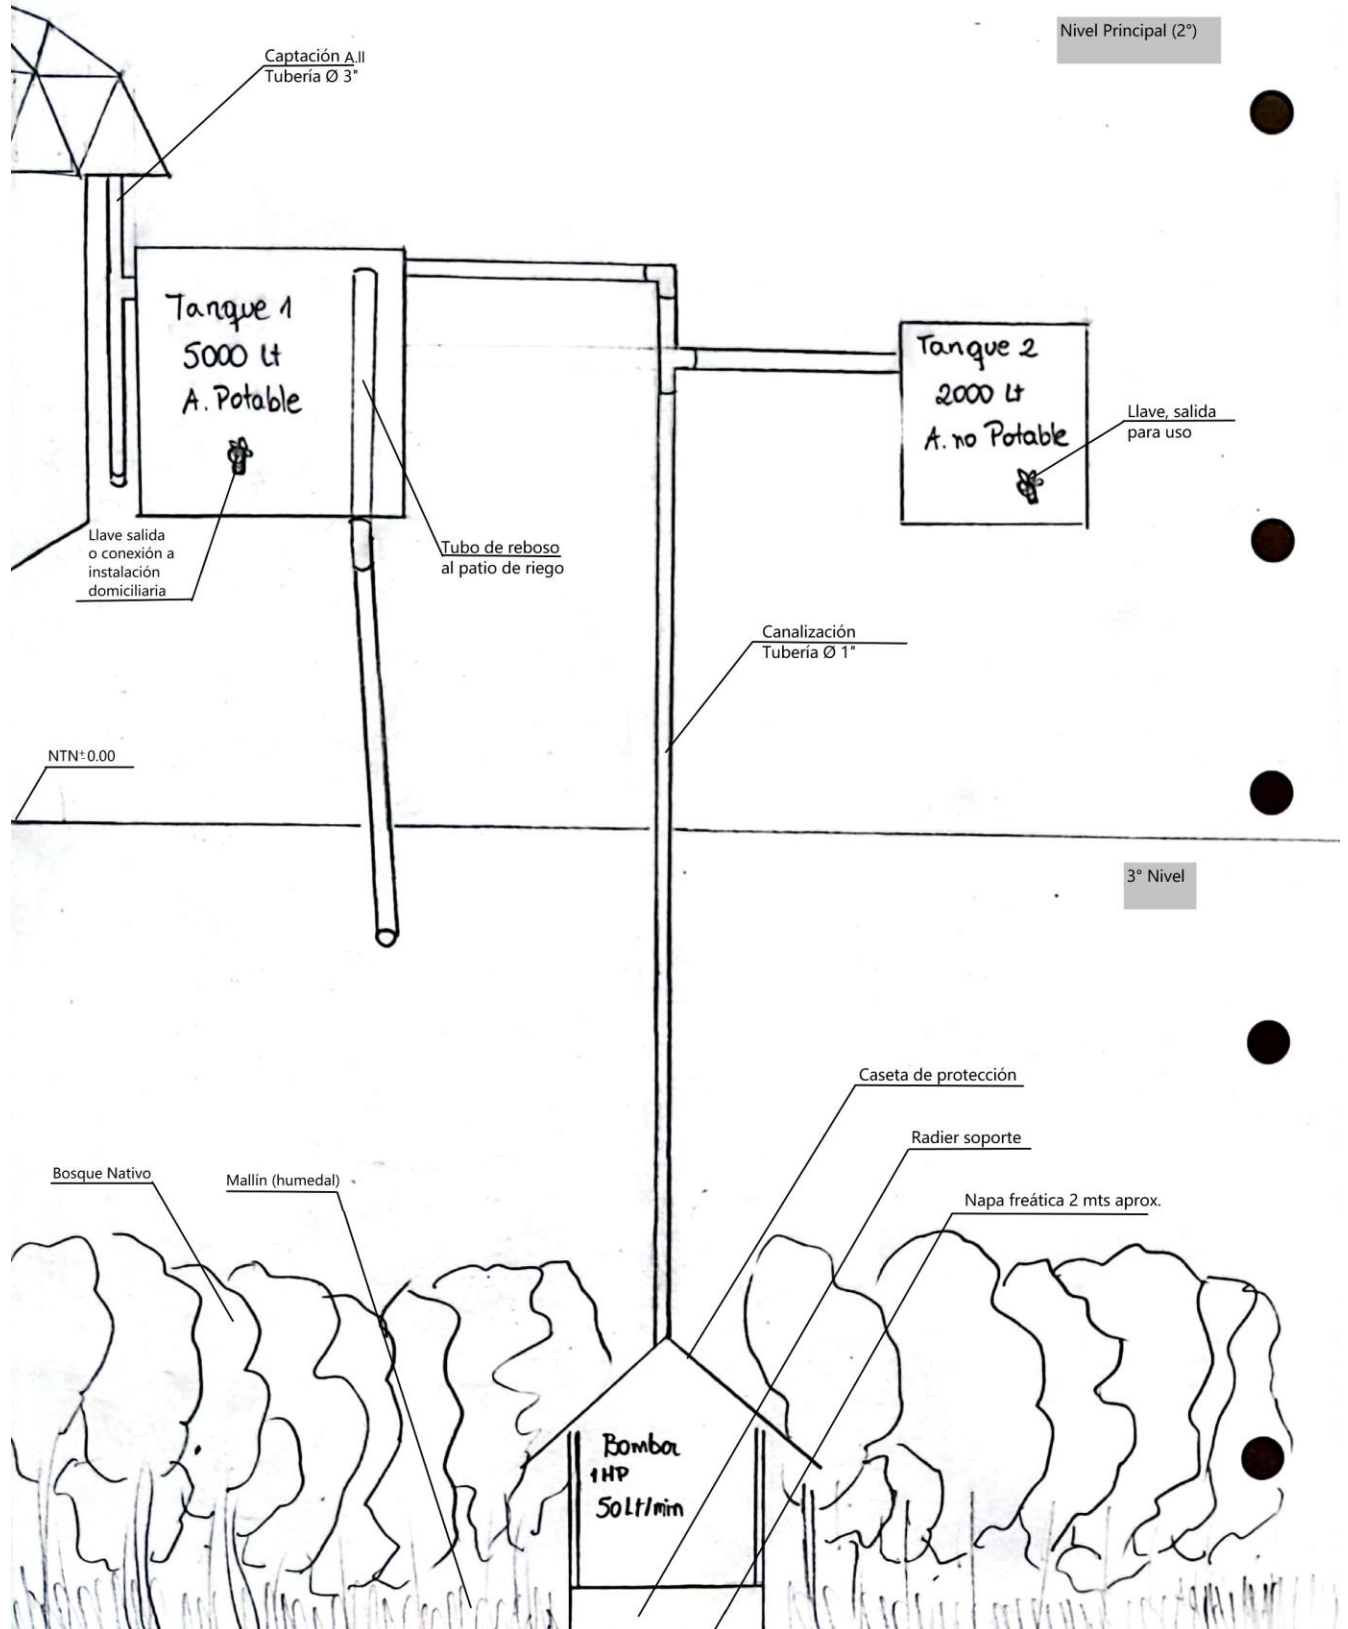 Nivel Principal (2°)
Captación A.ll
Tubería Ø 3"
Tanque 1
5000 Lt
A. Potable
Tanque 2
2000 Lt
A. no Potable
Llave, salida
para uso
Llave salida
o conexión a
instalación
domiciliaria
Tubo de reboso
al patio de riego
Canalización
Tubería Ø 1"
NTN±0.00
3° Nivel
Caseta de protección
Radier soporte
Napa freática 2 mts aprox.
Bosque Nativo
Mallín (humedal)
Bomba
1HP
50Lt/min